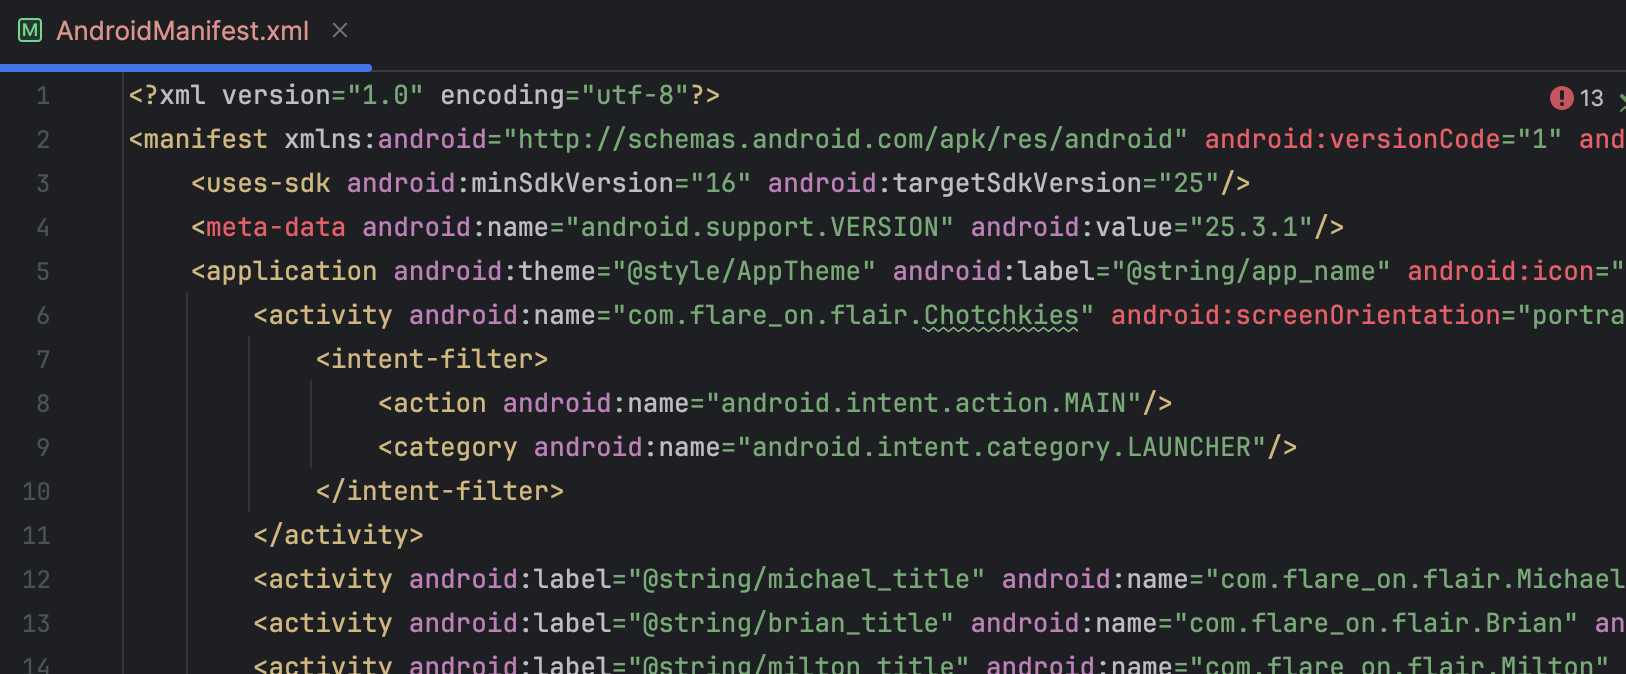 M AndroidManifest.xml ×
13
1 <?xml version="1.0" encoding="utf-8"?>
2 <manifest xmlns:android="http://schemas.android.com/apk/res/android" android:versionCode="1" and
3 <uses-sdk android:minSdkVersion="16" android:targetSdkVersion="25"/>
4 <meta-data android:name="android.support.VERSION" android:value="25.3.1"/>
5 <application android:theme="@style/AppTheme" android:label="@string/app_name" android:icon="
6 <activity android:name="com.flare_on.flair.Chotchkies" android:screenOrientation="portra
7 <intent-filter>
8 <action android:name="android.intent.action.MAIN"/>
9 <category android:name="android.intent.category.LAUNCHER"/>
10 </intent-filter>
11 </activity>
12 <activity android:label="@string/michael_title" android:name="com.flare_on.flair.Michael
13 <activity android:label="@string/brian_title" android:name="com.flare_on.flair.Brian" an
14 <activity android:label="@string/milton_title" android:name="com.flare_on.flair.Milton"